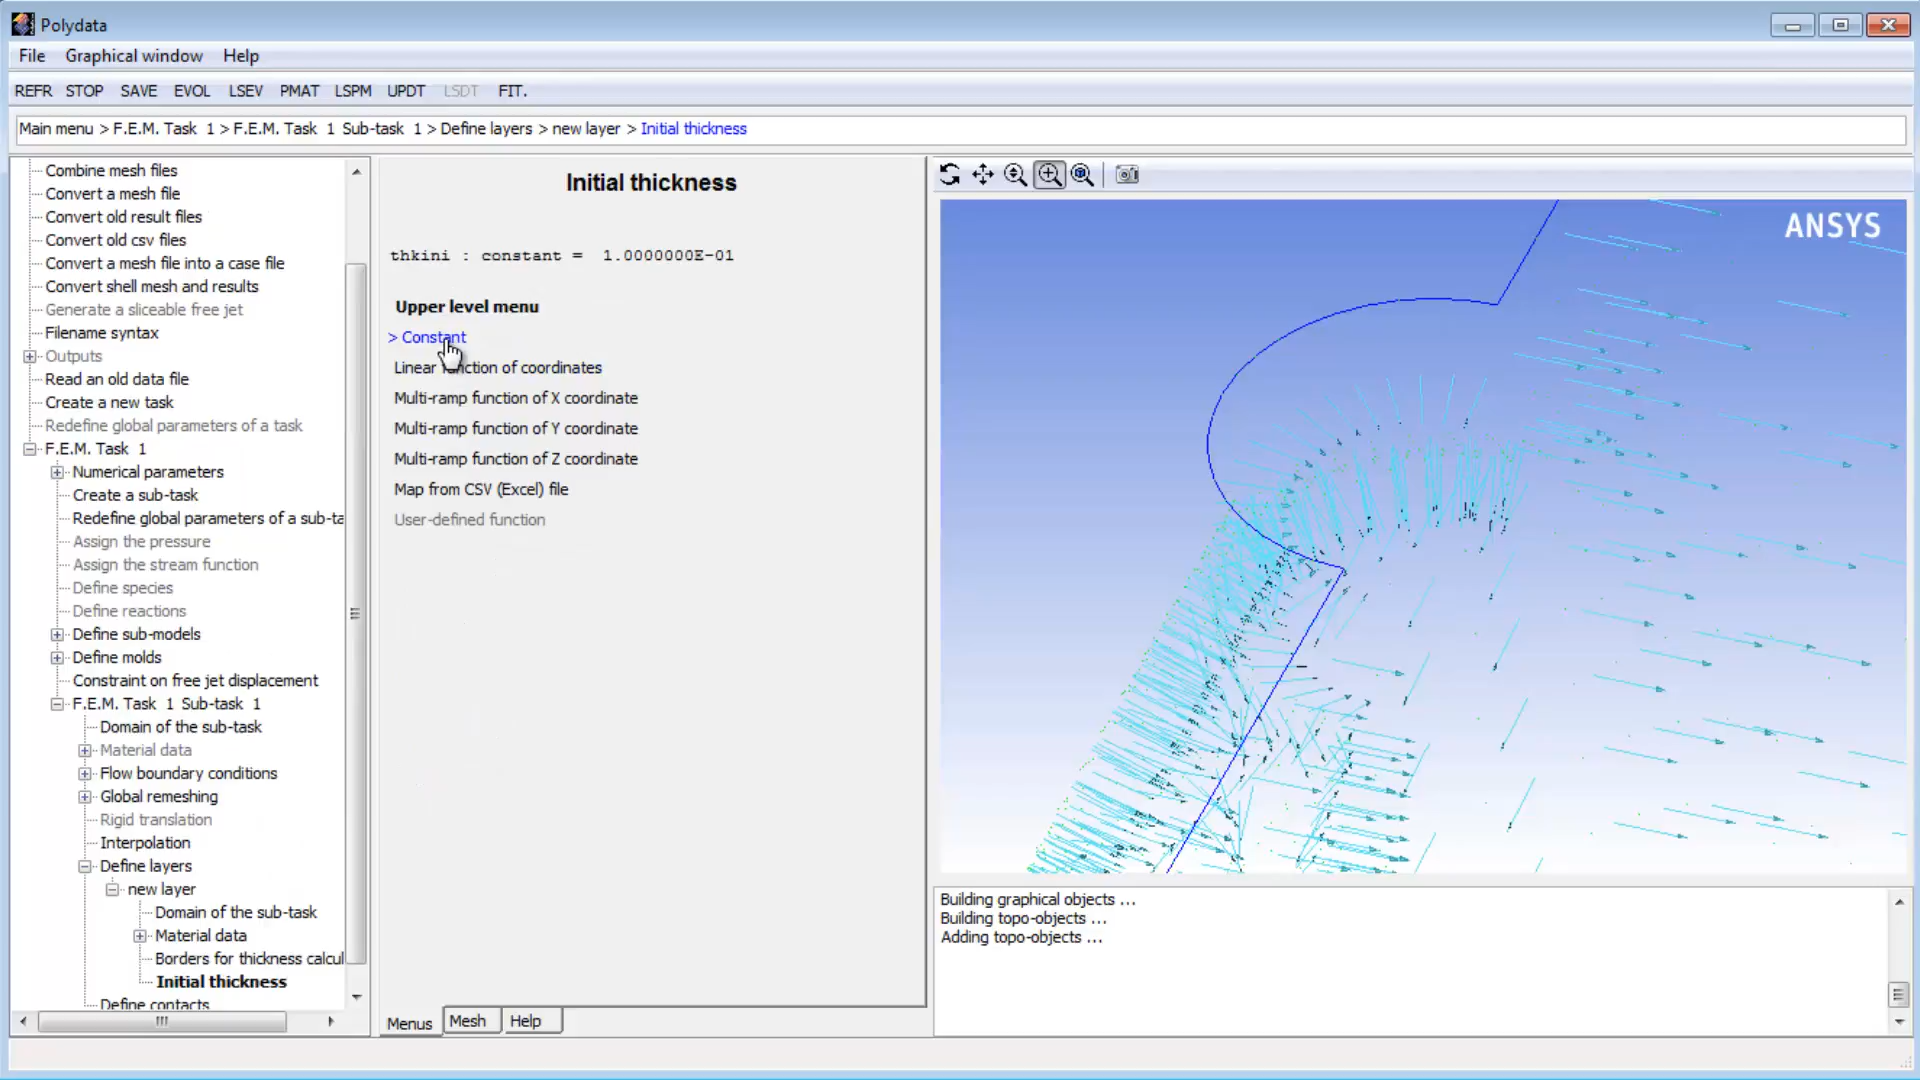 Polydata
File Graphical window Help
REFR STOP SAVE EVOL LSEV PMAT LSPM UPDT LSDT FIT.
Main menu > F.E.M. Task 1 > F.E.M. Task 1 Sub-task 1 > Define layers > new layer > Initial thickness
Combine mesh files
Convert a mesh file
Convert old result files
Convert old csv files
Convert a mesh file into a case file
Convert shell mesh and results
Generate a sliceable free jet
Filename syntax
Outputs
Read an old data file
Create a new task
Redefine global parameters of a task
F.E.M. Task 1
Numerical parameters
Create a sub-task
Redefine global parameters of a sub-ta
Assign the pressure
Assign the stream function
Define species
Define reactions
Define sub-models
Define molds
Constraint on free jet displacement
F.E.M. Task 1 Sub-task 1
Domain of the sub-task
Material data
Flow boundary conditions
Global remeshing
Rigid translation
Interpolation
Define layers
new layer
Domain of the sub-task
Material data
Borders for thickness calcul
Initial thickness
Define contacts
Initial thickness
thkini : constant = 1.0000000E-01
Upper level menu
> Constant
Linear function of coordinates
Multi-ramp function of X coordinate
Multi-ramp function of Y coordinate
Multi-ramp function of Z coordinate
Map from CSV (Excel) file
User-defined function
Menus Mesh Help
ANSYS
Building graphical objects ...
Building topo-objects ...
Adding topo-objects ...